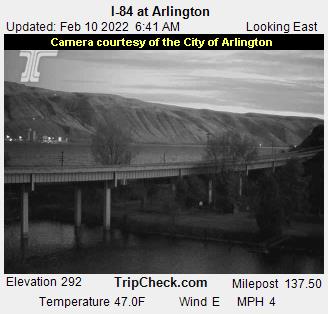 I-84 at Arlington
Updated: Feb 10 2022 6:41 AM Looking East
Camera courtesy of the City of Arlington
Elevation 292 TripCheck.com Milepost 137.50
Temperature 47.0F Wind E MPH 4